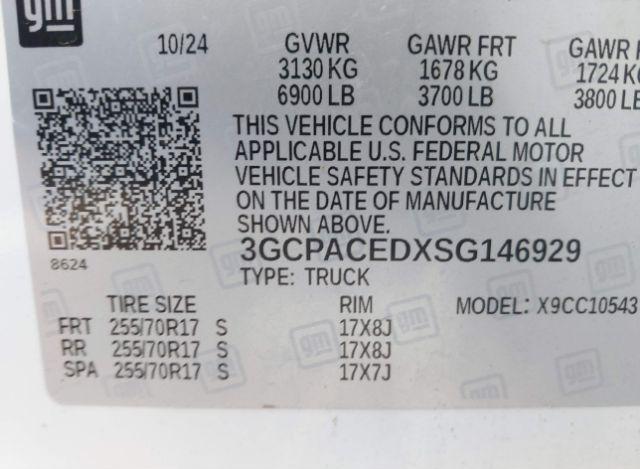 gm
10/24 GVWR GAWR FRT GAWR
3130 KG 1678 KG 1724 KG
6900 LB 3700 LB 3800 LB
THIS VEHICLE CONFORMS TO ALL
APPLICABLE U.S. FEDERAL MOTOR
VEHICLE SAFETY STANDARDS IN EFFECT
ON THE DATE OF MANUFACTURE
SHOWN ABOVE.
3GCPACEDXSG146929
8624
TYPE: TRUCK
TIRE SIZE RIM MODEL: X9CC10543
FRT 255/70R17 S 17X8J
RR 255/70R17 S 17X8J
SPA 255/70R17 S 17X7J